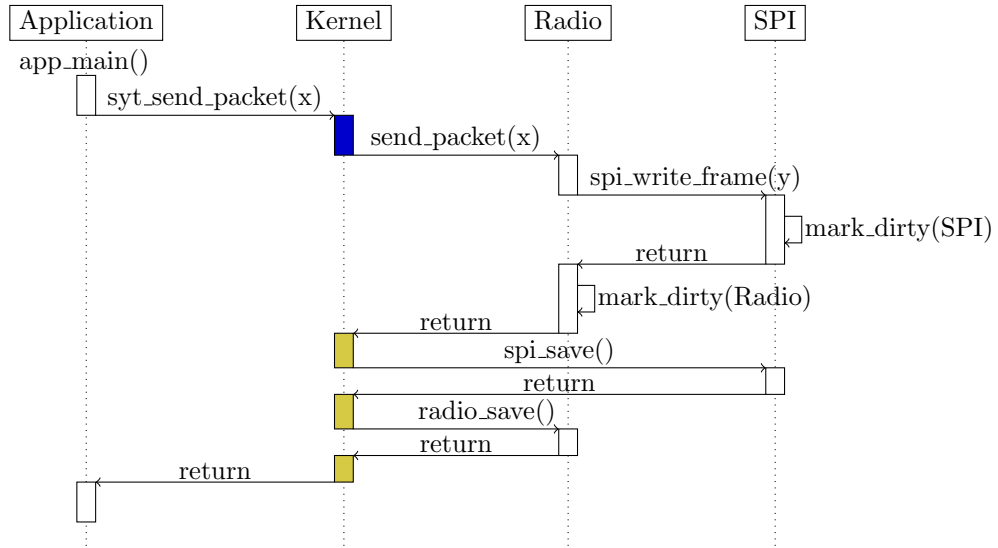 Application
Kernel
Radio
SPI
app_main()
syt_send_packet(x)
send_packet(x)
spi_write_frame(y)
mark_dirty(SPI)
return
mark_dirty(Radio)
return
spi_save()
return
radio_save()
return
return